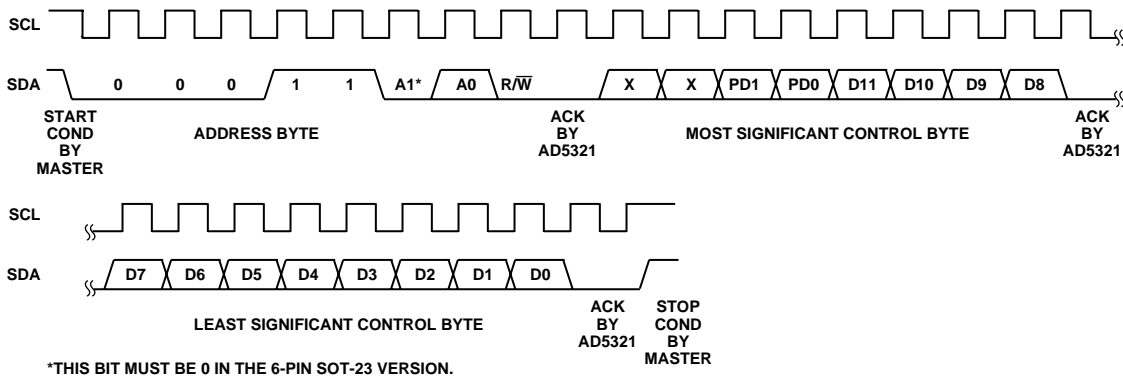 SCL
SDA 0 0 0 1 1 A1* A0 R/W̅ X X PD1 PD0 D11 D10 D9 D8
START COND BY MASTER
ADDRESS BYTE
ACK BY AD5321
MOST SIGNIFICANT CONTROL BYTE
ACK BY AD5321
SCL
SDA D7 D6 D5 D4 D3 D2 D1 D0
LEAST SIGNIFICANT CONTROL BYTE
ACK BY AD5321
STOP COND BY MASTER
*THIS BIT MUST BE 0 IN THE 6-PIN SOT-23 VERSION.